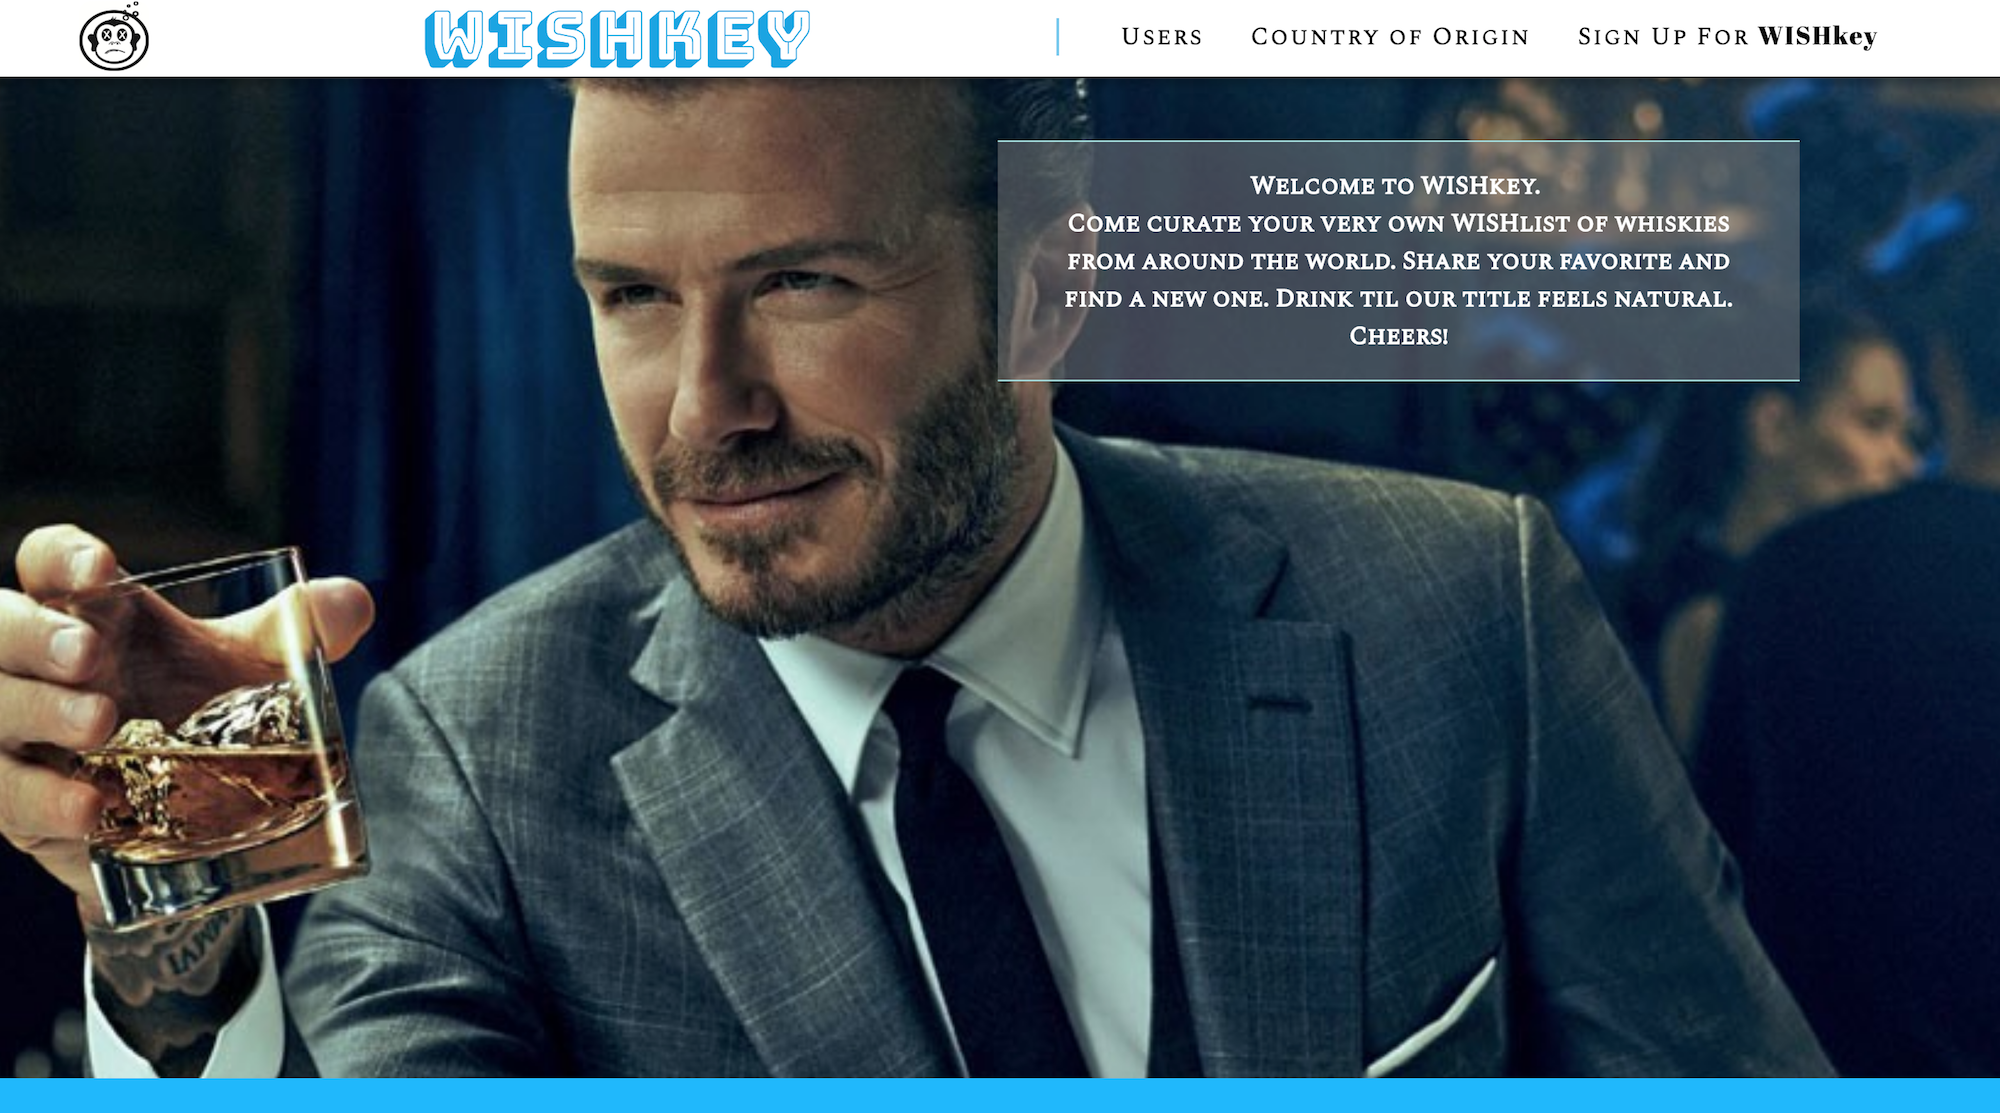 WISHKEY
Users
Country of Origin
Sign Up For WISHkey
Welcome to WISHkey.
Come curate your very own WISHlist of whiskies
from around the world. Share your favorite and
find a new one. Drink til our title feels natural.
Cheers!